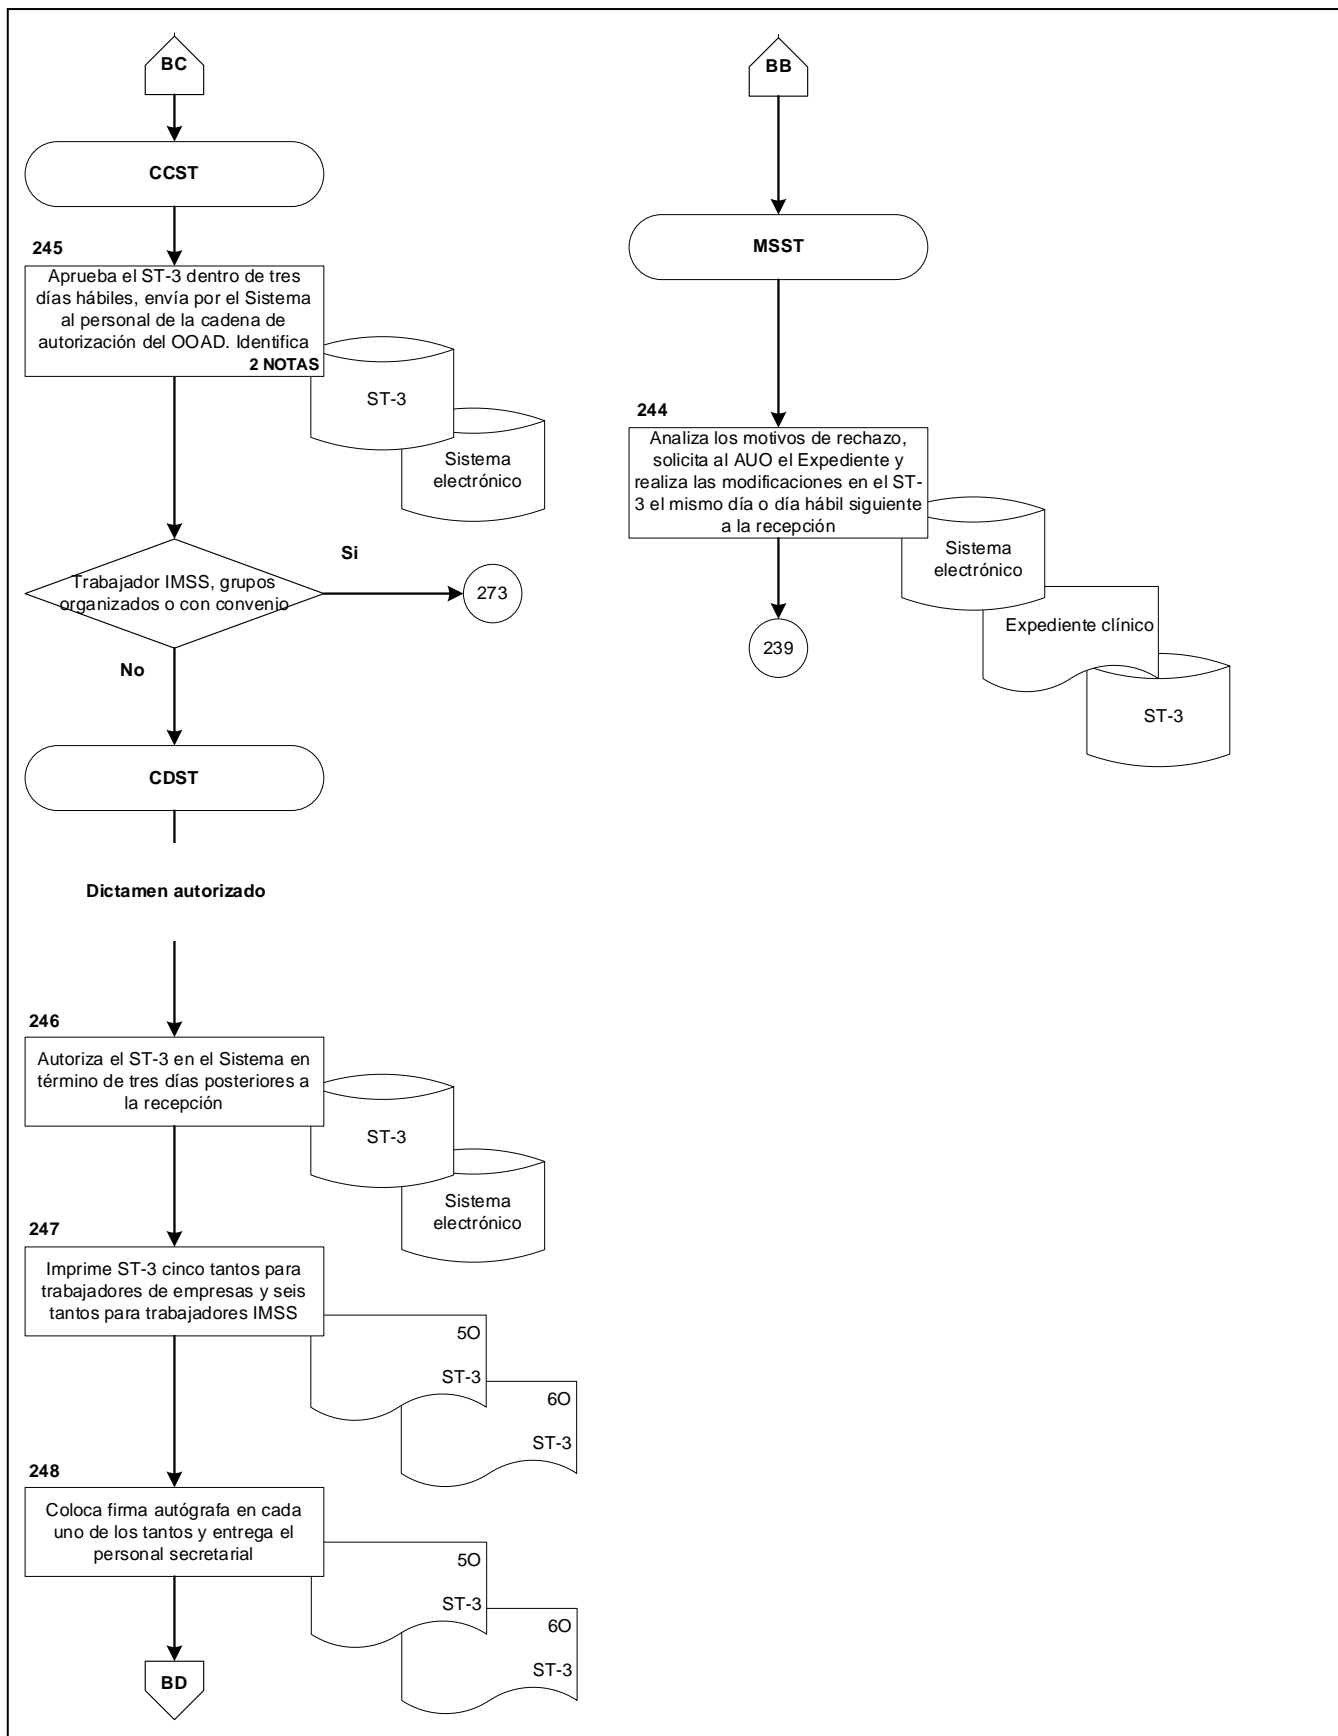 BC
CCST
245
Aprueba el ST-3 dentro de tres
días hábiles, envía por el Sistema
al personal de la cadena de
autorización del OOAD. Identifica
2 NOTAS
ST-3
Sistema
electrónico
Si
Trabajador IMSS, grupos
organizados o con convenio
273
No
CDST
Dictamen autorizado
246
Autoriza el ST-3 en el Sistema en
término de tres días posteriores a
la recepción
ST-3
Sistema
electrónico
247
Imprime ST-3 cinco tantos para
trabajadores de empresas y seis
tantos para trabajadores IMSS
5O
ST-3
6O
ST-3
248
Coloca firma autógrafa en cada
uno de los tantos y entrega el
personal secretarial
5O
ST-3
6O
ST-3
BD
BB
MSST
244
Analiza los motivos de rechazo,
solicita al AUO el Expediente y
realiza las modificaciones en el ST-
3 el mismo día o día hábil siguiente
a la recepción
Sistema
electrónico
Expediente clínico
ST-3
239